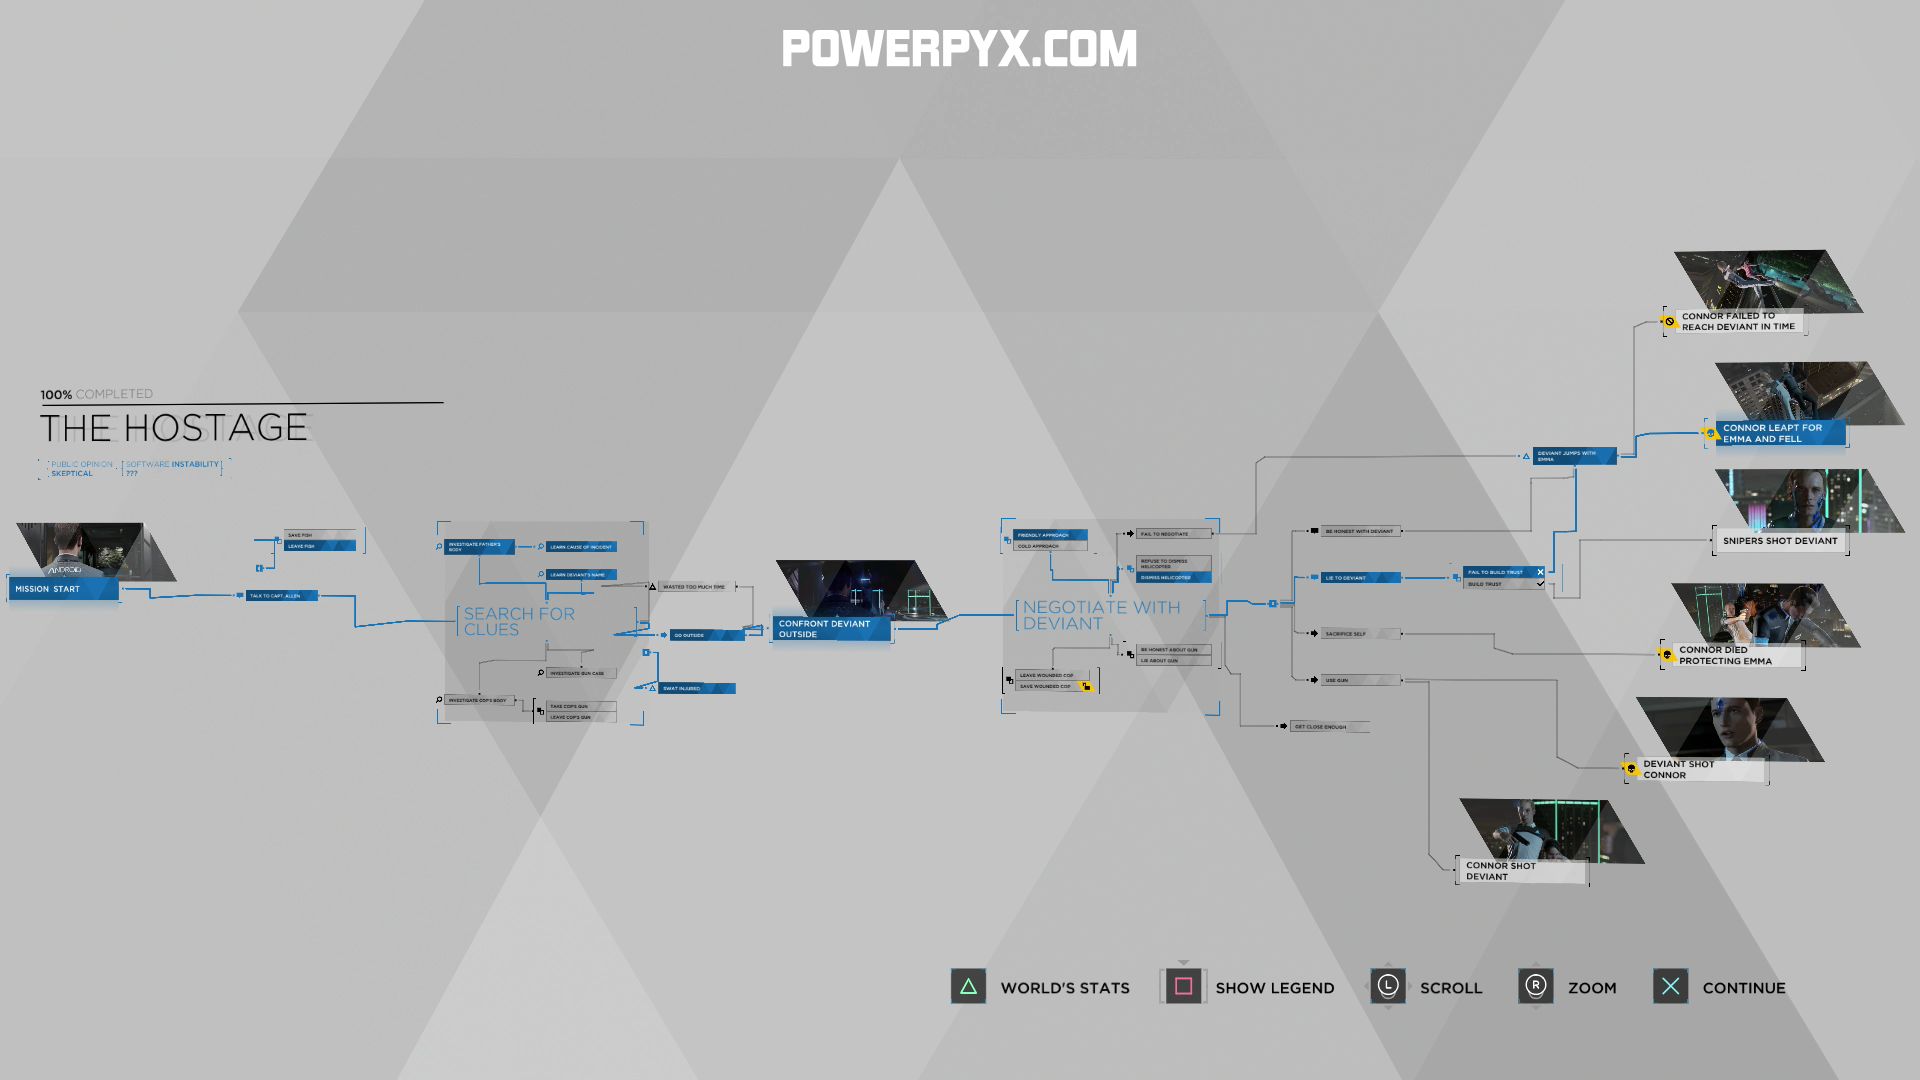 POWERPYX.COM
100% COMPLETED
THE HOSTAGE
PUBLIC OPINION
SKEPTICAL
SOFTWARE INSTABILITY
???
ANDROID
MISSION START
SAVE FISH
LEAVE FISH
TALK TO CAPT. ALLEN
INVESTIGATE FATHER'S
BODY
LEARN CAUSE OF INCIDENT
LEARN DEVIANT'S NAME
SEARCH FOR
CLUES
INVESTIGATE GUN CASE
INVESTIGATE COP'S BODY
TAKE COP'S GUN
LEAVE COP'S GUN
WASTED TOO MUCH TIME
GO OUTSIDE
SWAT INJURED
CONFRONT DEVIANT
OUTSIDE
FRIENDLY APPROACH
COLD APPROACH
FAIL TO NEGOTIATE
REFUSE TO DISMISS
HELICOPTER
DISMISS HELICOPTER
NEGOTIATE WITH
DEVIANT
BE HONEST ABOUT GUN
LIE ABOUT GUN
LEAVE WOUNDED COP
SAVE WOUNDED COP
BE HONEST WITH DEVIANT
LIE TO DEVIANT
FAIL TO BUILD TRUST
BUILD TRUST
SACRIFICE SELF
USE GUN
GET CLOSE ENOUGH
DEVIANT JUMPS WITH
EMMA
CONNOR FAILED TO
REACH DEVIANT IN TIME
CONNOR LEAPT FOR
EMMA AND FELL
SNIPERS SHOT DEVIANT
CONNOR DIED
PROTECTING EMMA
DEVIANT SHOT
CONNOR
CONNOR SHOT
DEVIANT
WORLD'S STATS
SHOW LEGEND
L
SCROLL
R
ZOOM
CONTINUE